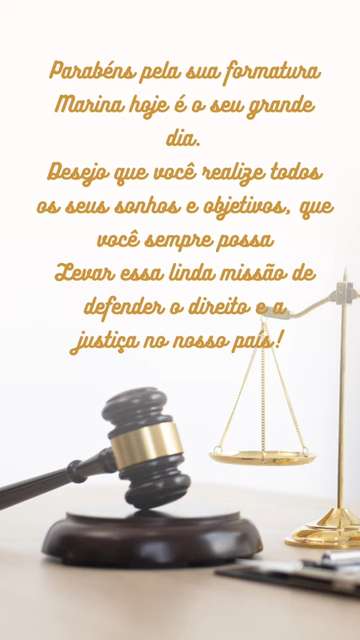 Parabéns pela sua formatura
Marina hoje é o seu grande
dia.
Desejo que você realize todos
os seus sonhos e objetivos, que
você sempre possa
Levar essa linda missão de
defender o direito e a
justiça no nosso país!